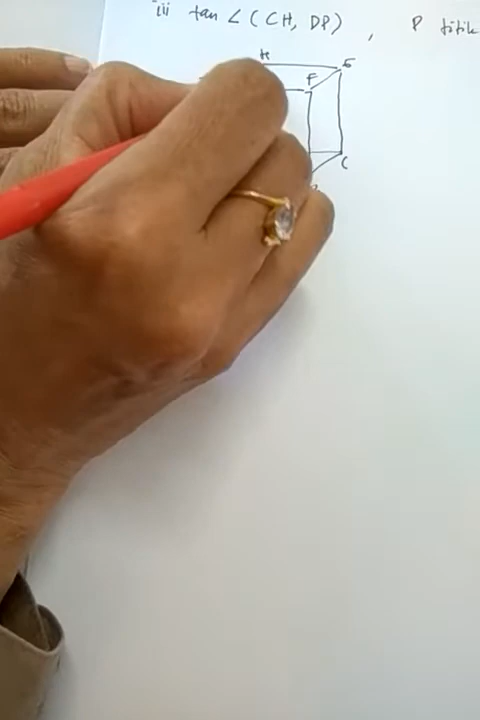 iii tan ∠ (CH, DP) , P titik
H
G
F
C